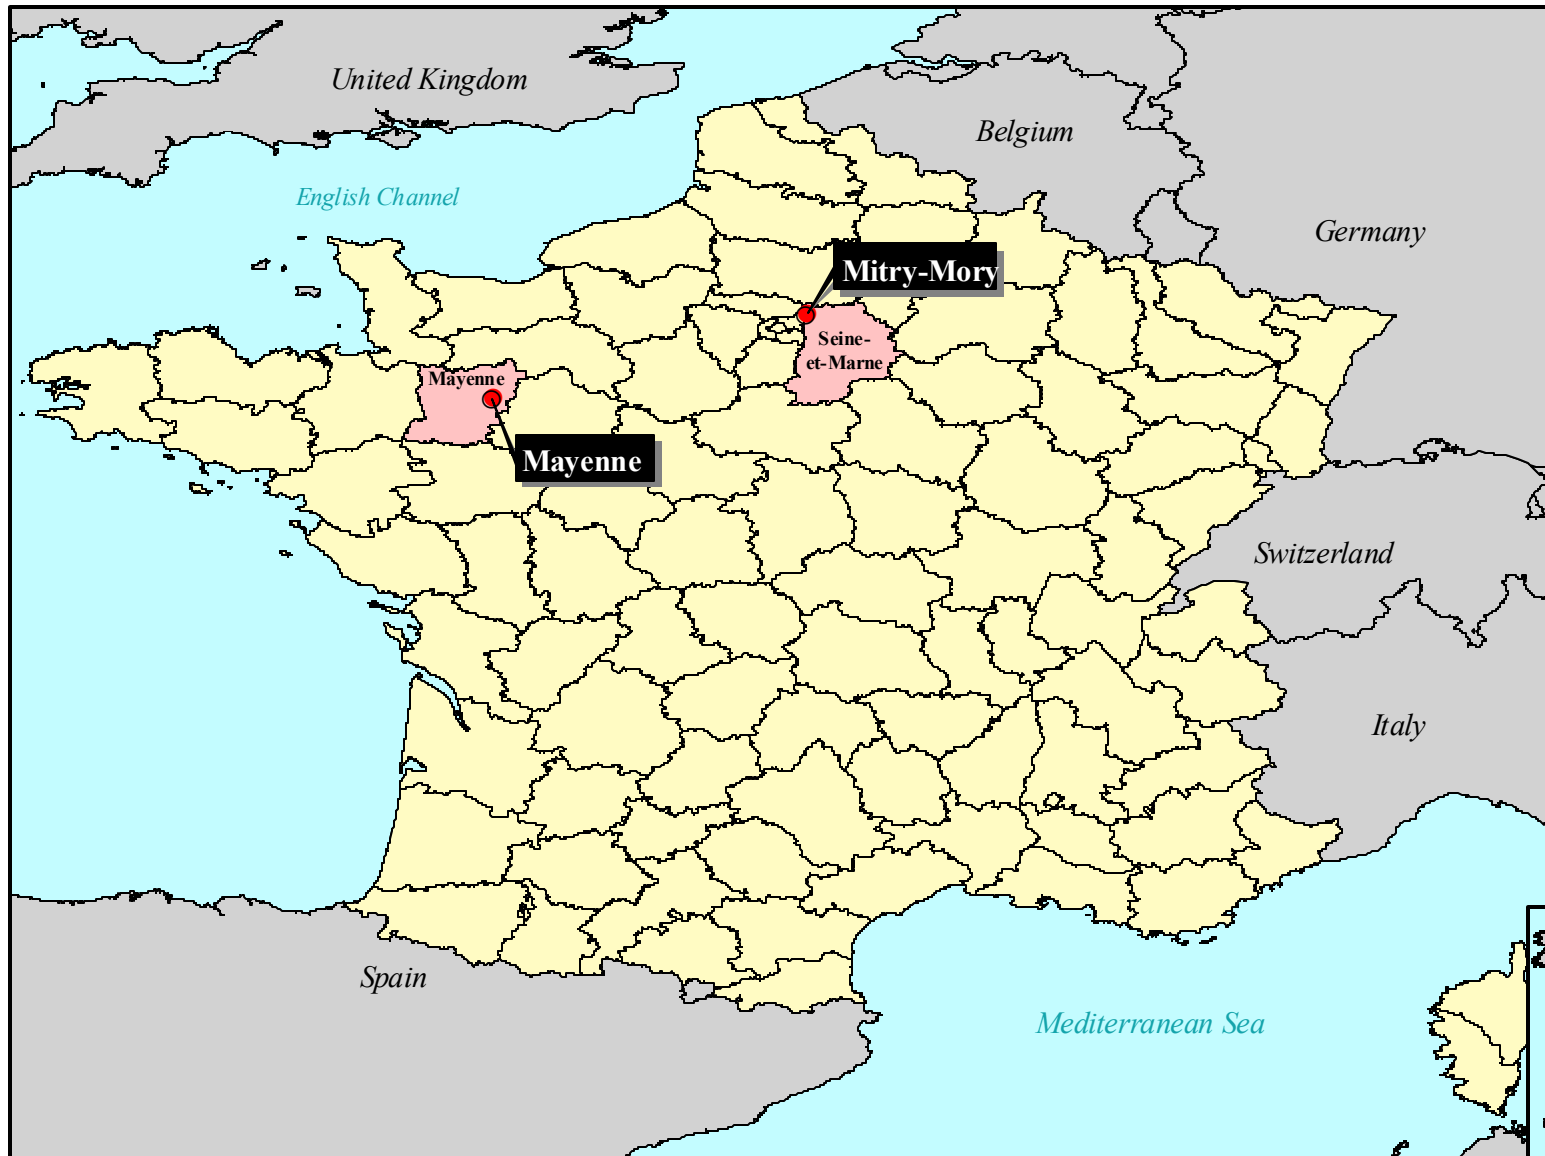 United Kingdom
Belgium
English Channel
Germany
Mitry-Mory
Seine-
et-Marne
Mayenne
Mayenne
Switzerland
Italy
Spain
Mediterranean Sea